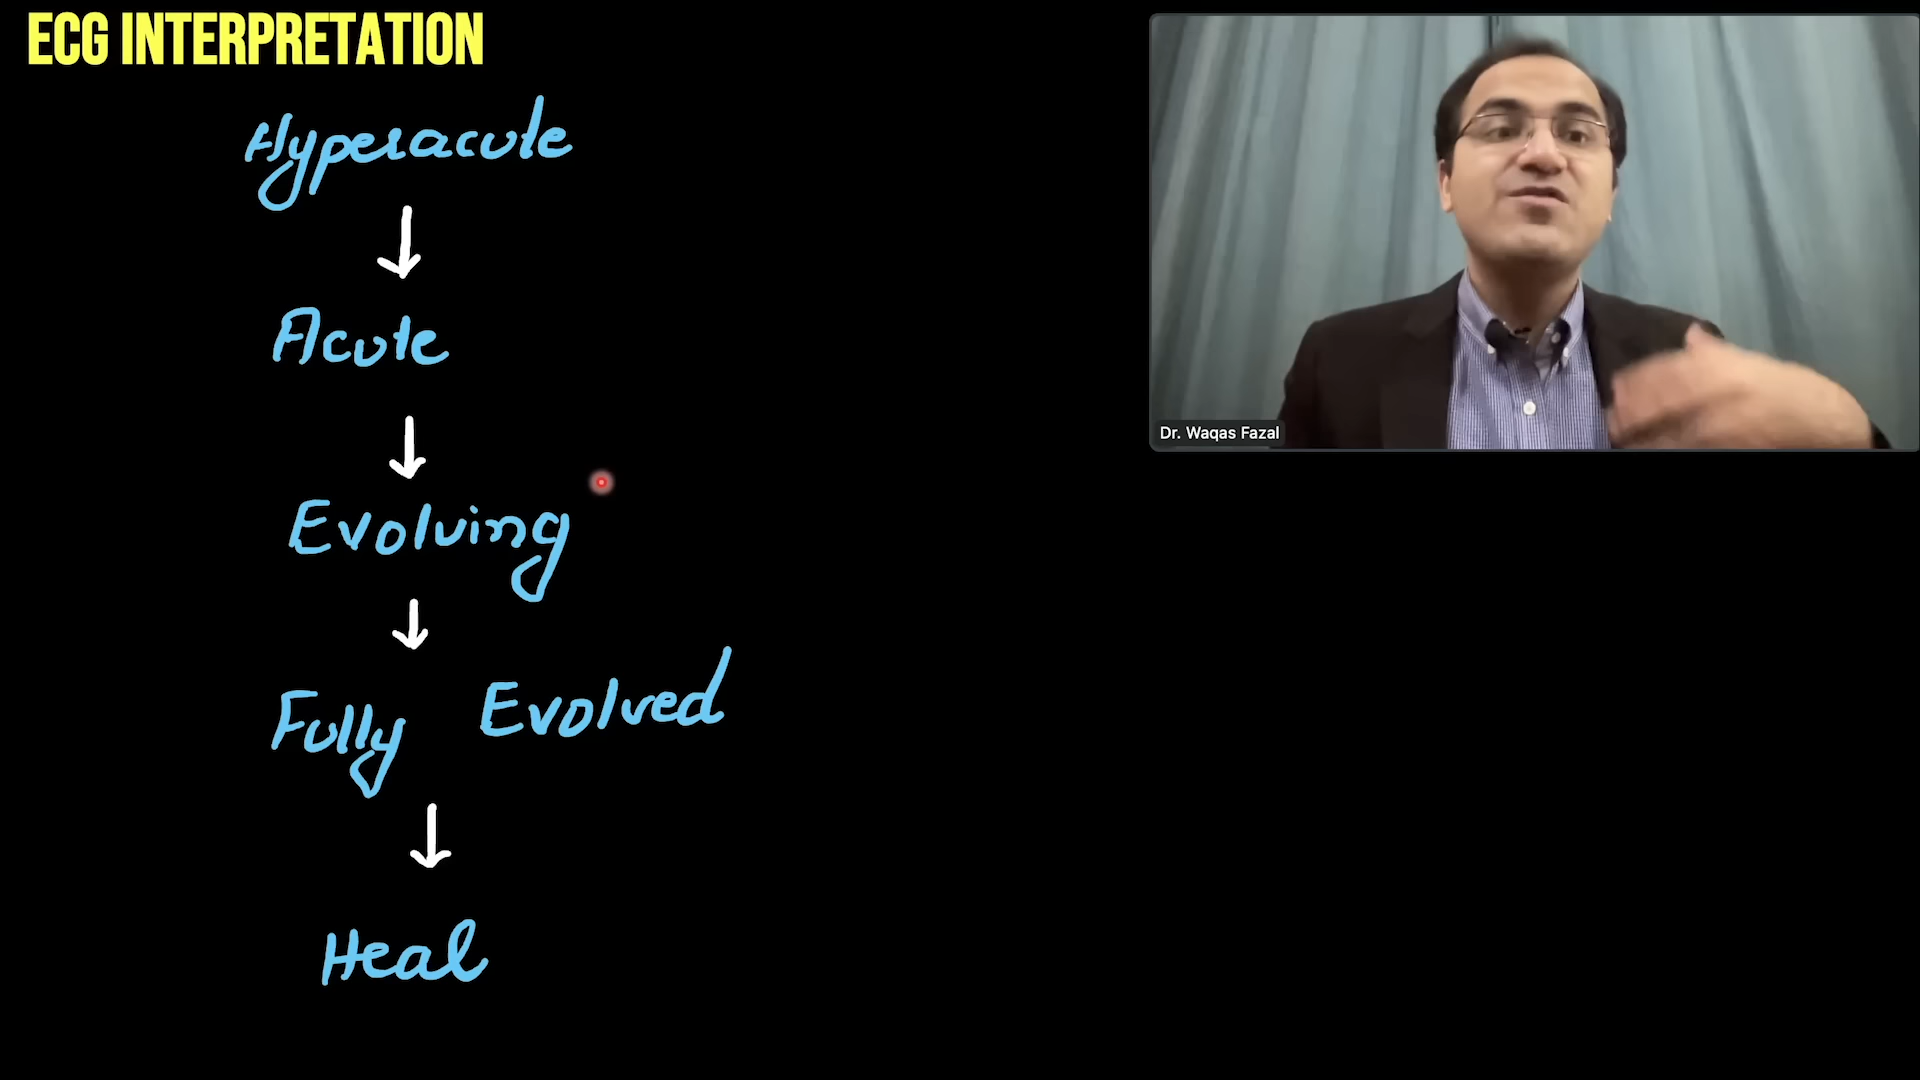 ECG INTERPRETATION
Hyperacute
Acute
Evolving
Fully Evolved
Heal
Dr. Waqas Fazal